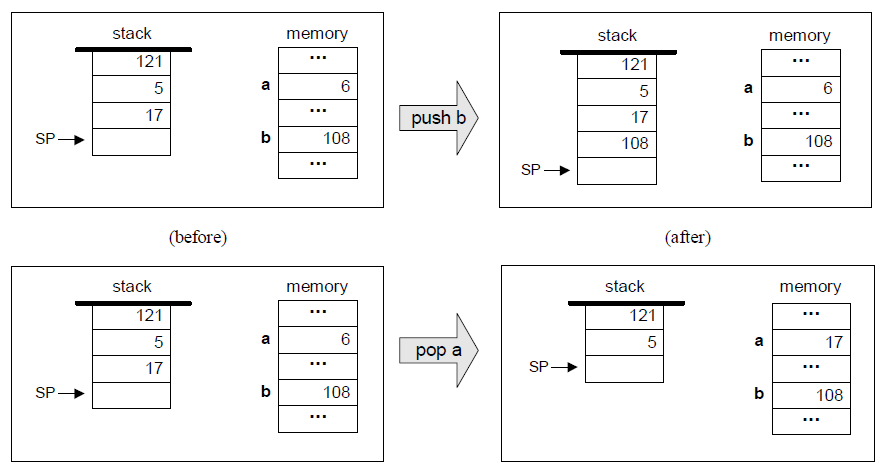 stack memory stack memory
121 ... 121 ...
5 a 6 5 a 6
17 ... push b 17 ...
SP b 108 108 b 108
... SP ...
(before) (after)
stack memory stack memory
121 ... 121 ...
5 a 6 5 a 17
17 ... pop a SP ...
SP b 108 b 108
... ...